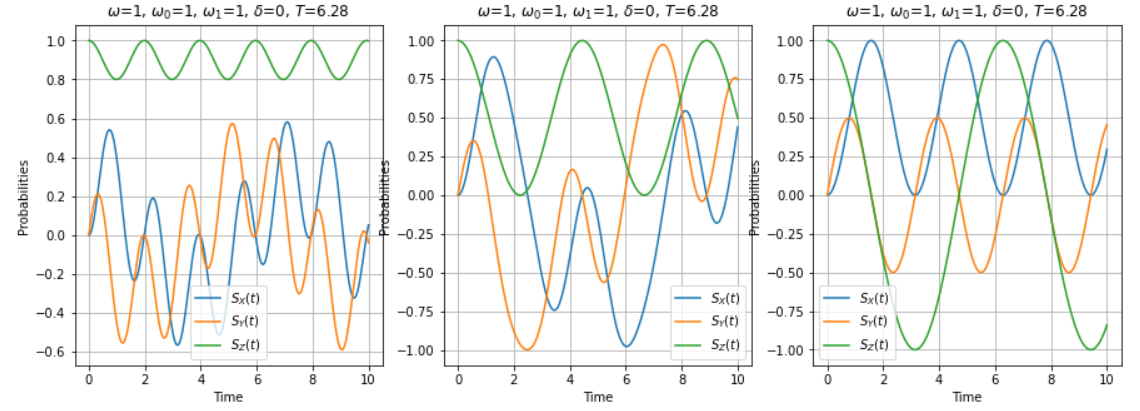 ω=1, ω₀=1, ω₁=1, δ=0, T=6.28
Probabilities
1.0
0.8
0.6
0.4
0.2
0.0
−0.2
−0.4
−0.6
0
2
4
6
8
10
Time
S_X(t)
S_Y(t)
S_Z(t)
ω=1, ω₀=1, ω₁=1, δ=0, T=6.28
Probabilities
1.00
0.75
0.50
0.25
0.00
−0.25
−0.50
−0.75
−1.00
0
2
4
6
8
10
Time
S_X(t)
S_Y(t)
S_Z(t)
ω=1, ω₀=1, ω₁=1, δ=0, T=6.28
Probabilities
1.00
0.75
0.50
0.25
0.00
−0.25
−0.50
−0.75
−1.00
0
2
4
6
8
10
Time
S_X(t)
S_Y(t)
S_Z(t)